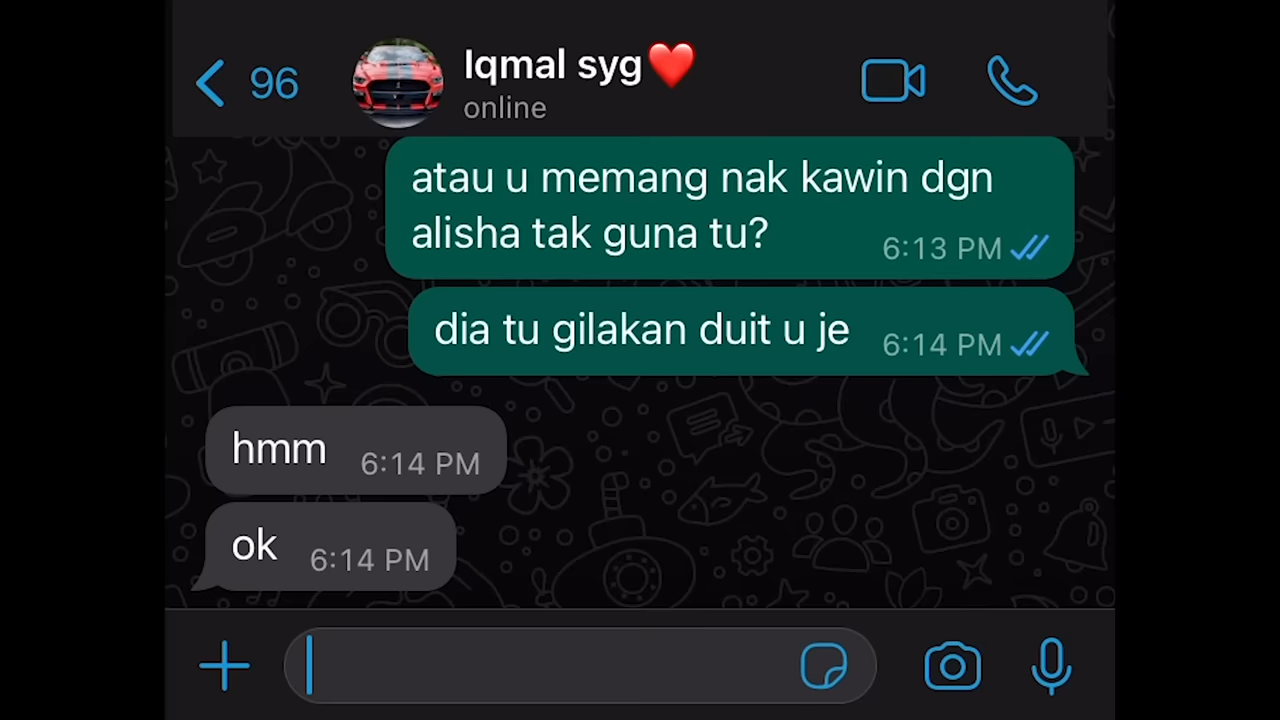 96
Iqmal syg❤️
online
atau u memang nak kawin dgn
alisha tak guna tu?
6:13 PM
dia tu gilakan duit u je
6:14 PM
hmm
6:14 PM
ok
6:14 PM